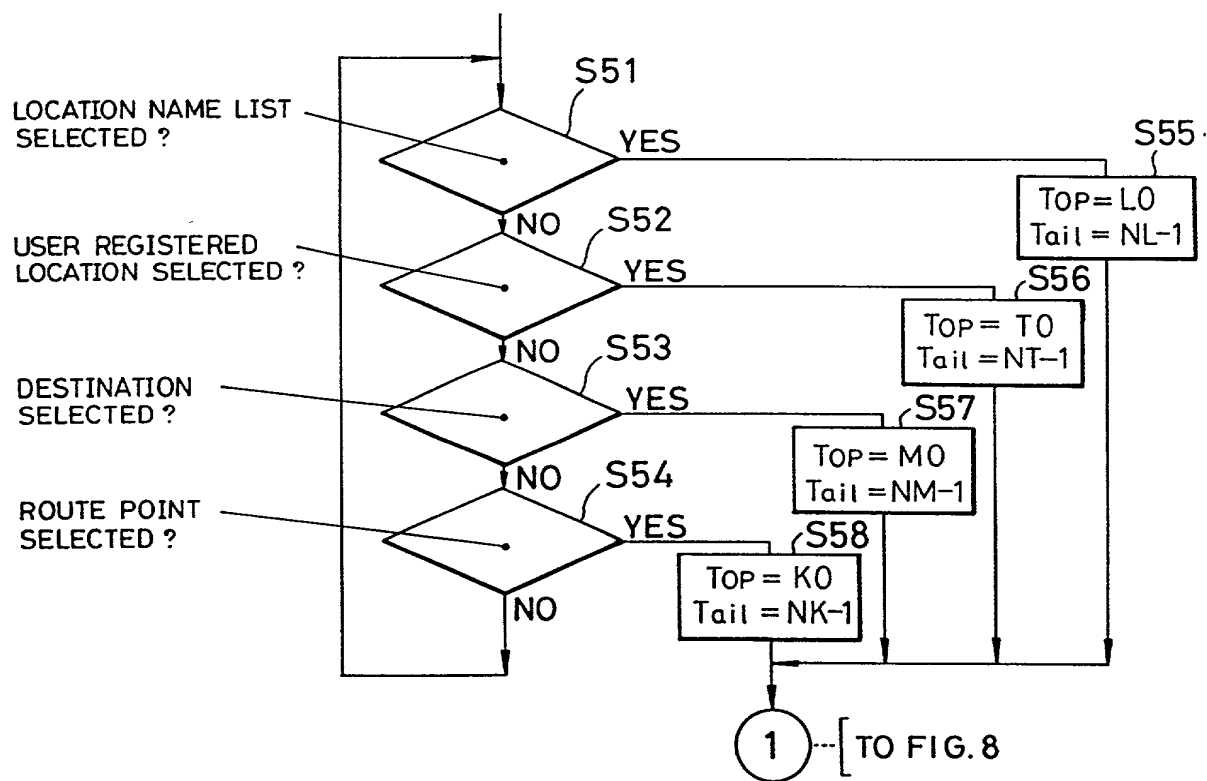 S51
LOCATION NAME LIST
SELECTED ?
YES
S55
TOP = L0
Tail = NL-1
NO
USER REGISTERED
LOCATION SELECTED ?
S52
YES
S56
TOP = T0
Tail = NT-1
NO
DESTINATION
SELECTED ?
S53
YES
S57
TOP = M0
Tail = NM-1
NO
ROUTE POINT
SELECTED ?
S54
YES
S58
TOP = K0
Tail = NK-1
NO
1
TO FIG. 8